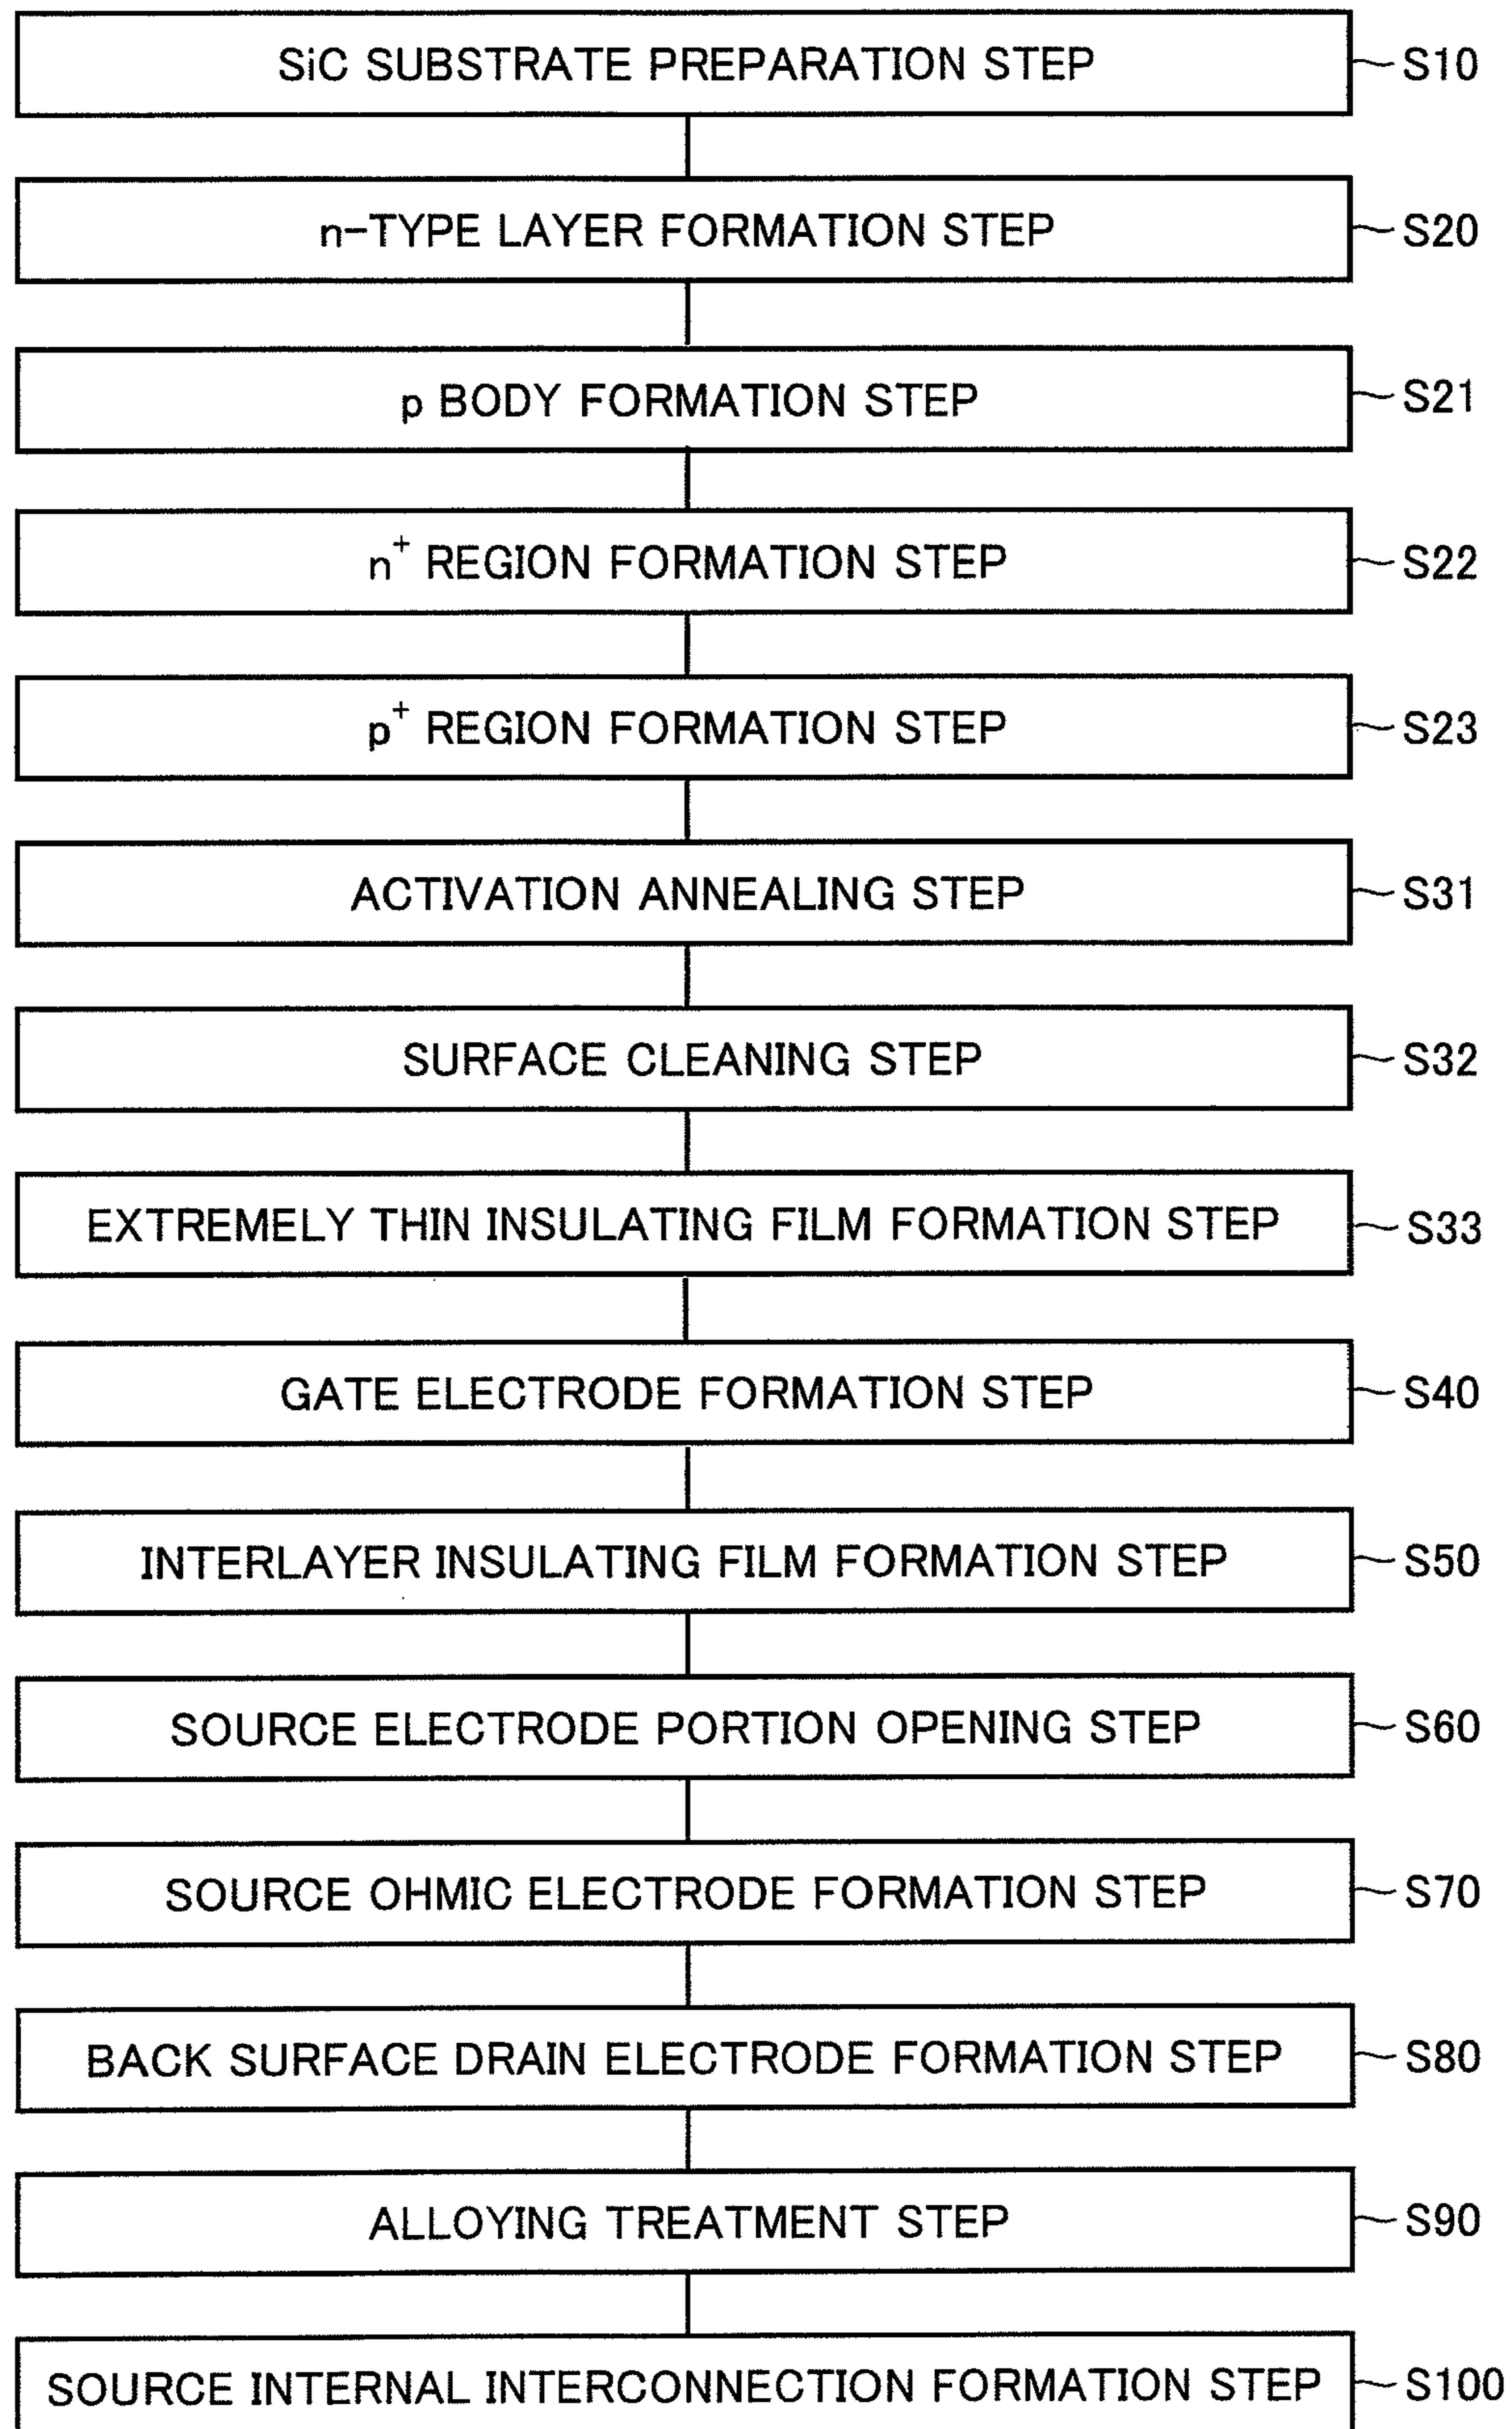 SiC SUBSTRATE PREPARATION STEP S10
n-TYPE LAYER FORMATION STEP S20
p BODY FORMATION STEP S21
n⁺ REGION FORMATION STEP S22
p⁺ REGION FORMATION STEP S23
ACTIVATION ANNEALING STEP S31
SURFACE CLEANING STEP S32
EXTREMELY THIN INSULATING FILM FORMATION STEP S33
GATE ELECTRODE FORMATION STEP S40
INTERLAYER INSULATING FILM FORMATION STEP S50
SOURCE ELECTRODE PORTION OPENING STEP S60
SOURCE OHMIC ELECTRODE FORMATION STEP S70
BACK SURFACE DRAIN ELECTRODE FORMATION STEP S80
ALLOYING TREATMENT STEP S90
SOURCE INTERNAL INTERCONNECTION FORMATION STEP S100